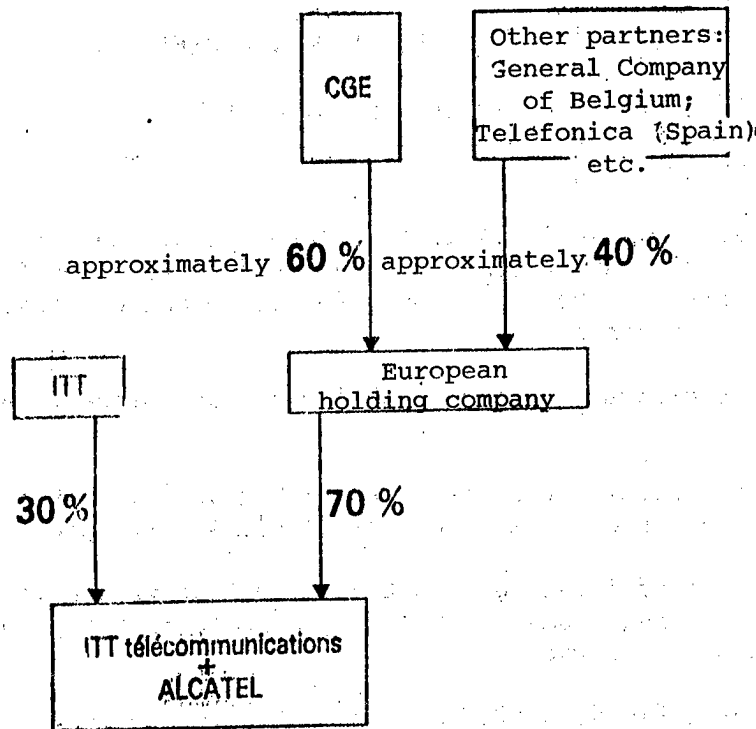 CGE
Other partners:
General Company
of Belgium;
Telefonica (Spain)
etc.
approximately 60 %
approximately 40 %
ITT
European
holding company
30 %
70 %
ITT télécommunications
+
ALCATEL